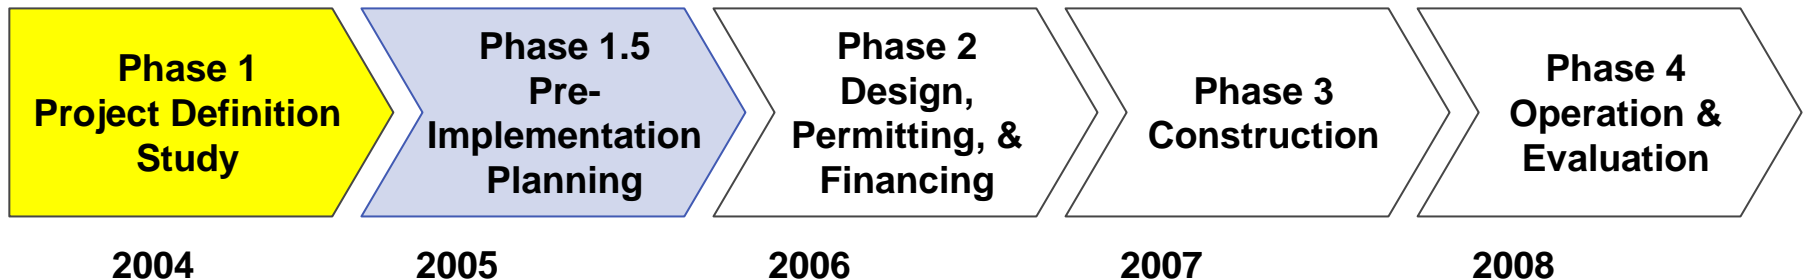 Phase 1
Project Definition
Study
Phase 1.5
Pre-
Implementation
Planning
Phase 2
Design,
Permitting, &
Financing
Phase 3
Construction
Phase 4
Operation &
Evaluation
2004
2005
2006
2007
2008